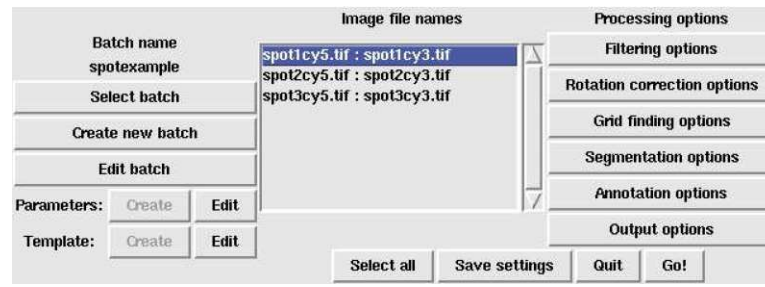 Batch name
spotexample
Select batch
Create new batch
Edit batch
Parameters: Create Edit
Template: Create Edit
Image file names
spot1cy5.tif : spot1cy3.tif
spot2cy5.tif : spot2cy3.tif
spot3cy5.tif : spot3cy3.tif
Processing options
Filtering options
Rotation correction options
Grid finding options
Segmentation options
Annotation options
Output options
Select all Save settings Quit Go!